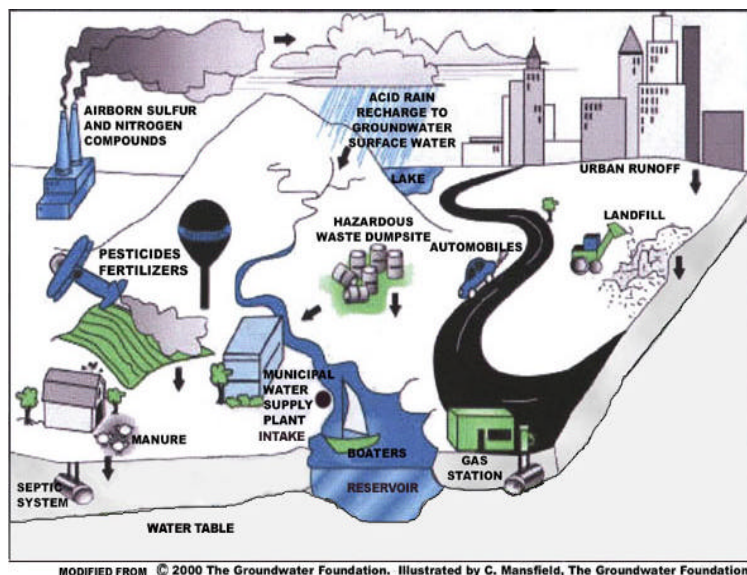 AIRBORN SULFUR
AND NITROGEN
COMPOUNDS
ACID RAIN
RECHARGE TO
GROUNDWATER
SURFACE WATER
LAKE
URBAN RUNOFF
LANDFILL
HAZARDOUS
WASTE DUMPSITE
AUTOMOBILES
PESTICIDES
FERTILIZERS
MUNICIPAL
WATER
SUPPLY
PLANT
INTAKE
MANURE
BOATERS
RESERVOIR
GAS
STATION
SEPTIC
SYSTEM
WATER TABLE
MODIFIED FROM © 2000 The Groundwater Foundation. Illustrated by C. Mansfield, The Groundwater Foundation